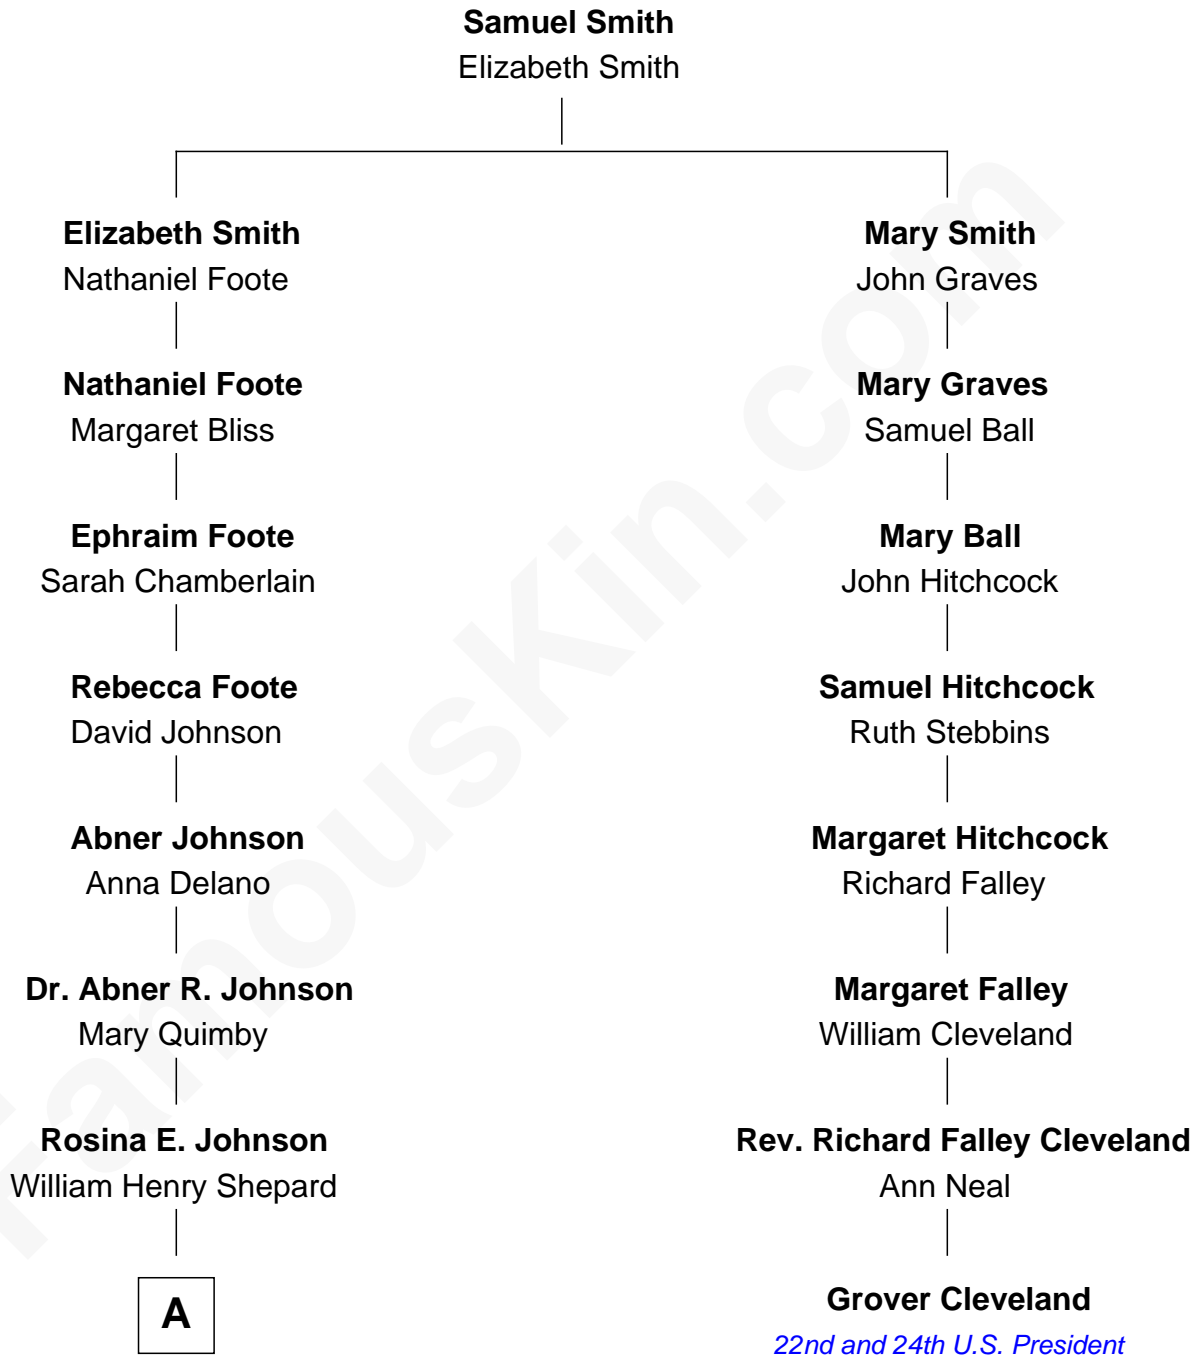 Samuel Smith
Elizabeth Smith
Elizabeth Smith
Nathaniel Foote
Mary Smith
John Graves
Nathaniel Foote
Margaret Bliss
Mary Graves
Samuel Ball
Ephraim Foote
Sarah Chamberlain
Mary Ball
John Hitchcock
Rebecca Foote
David Johnson
Samuel Hitchcock
Ruth Stebbins
Abner Johnson
Anna Delano
Margaret Hitchcock
Richard Falley
Dr. Abner R. Johnson
Mary Quimby
Margaret Falley
William Cleveland
Rosina E. Johnson
William Henry Shepard
Rev. Richard Falley Cleveland
Ann Neal
A
Grover Cleveland
22nd and 24th U.S. President
FamousKin.com